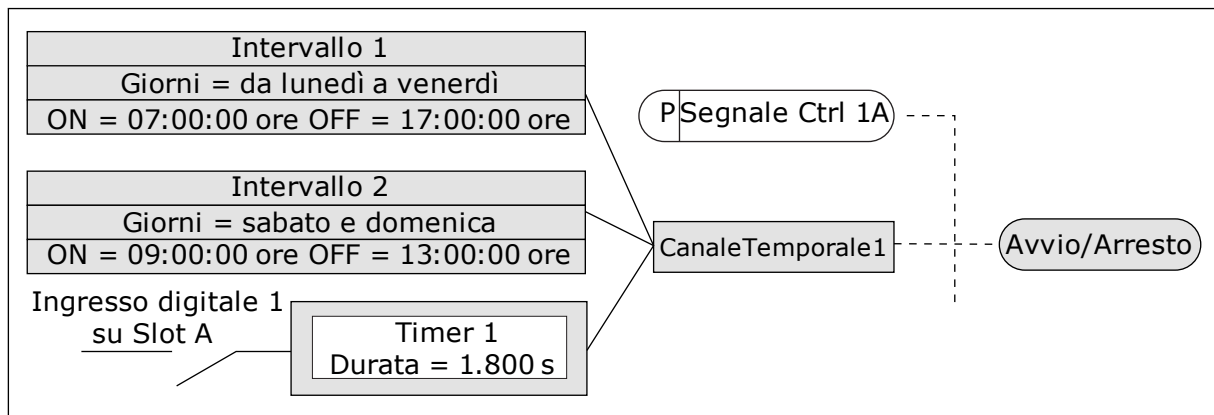 Intervallo 1
Giorni = da lunedì a venerdì
ON = 07:00:00 ore OFF = 17:00:00 ore
Intervallo 2
Giorni = sabato e domenica
ON = 09:00:00 ore OFF = 13:00:00 ore
Ingresso digitale 1
su Slot A
Timer 1
Durata = 1.800 s
P Segnale Ctrl 1A
CanaleTemporale1
Avvio/Arresto